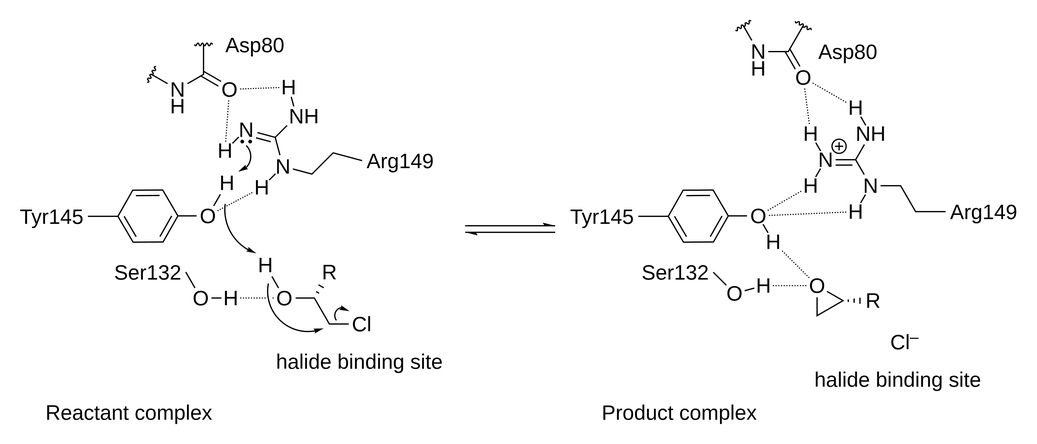 Asp80
O
H
N
H
N
NH
H
N
H
H
Arg149
Tyr145
O
H
R
Ser132
O
H
O
Cl
halide binding site
Reactant complex
N
H
Asp80
O
H
H
NH
N
⊕
H
N
H
Arg149
Tyr145
O
H
Ser132
O
H
O
R
Cl–
halide binding site
Product complex